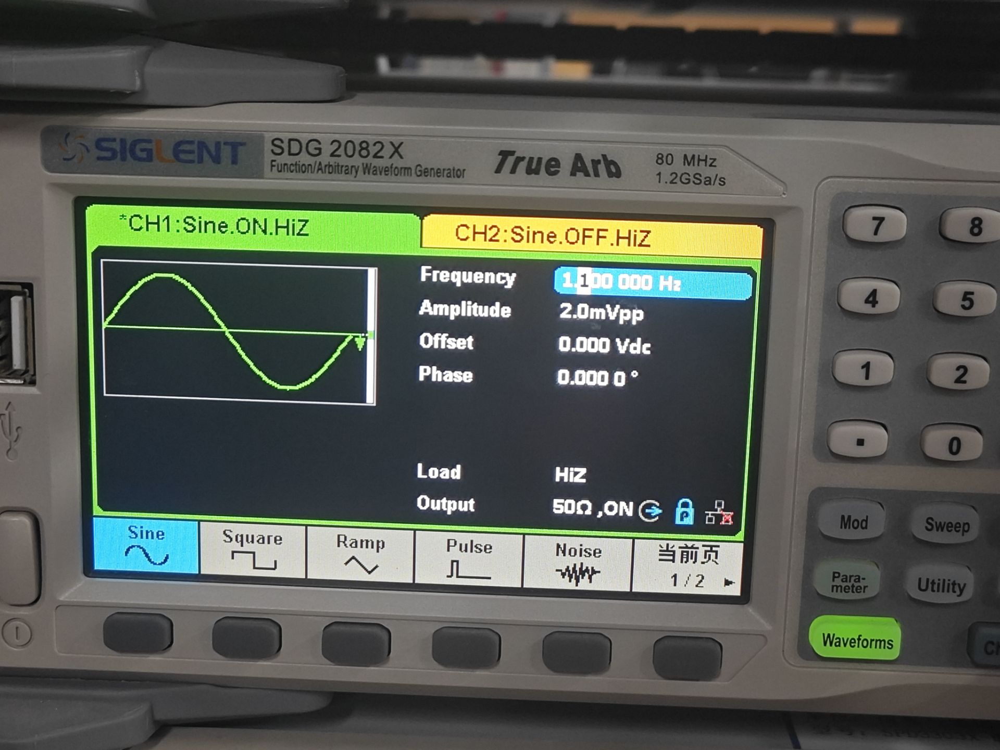 SIGLENT
SDG 2082X
Function/Arbitrary Waveform Generator
True Arb
80 MHz
1.2GSa/s
*CH1:Sine.ON.HiZ
CH2:Sine.OFF.HiZ
Frequency 1.100 000 Hz
Amplitude 2.0mVpp
Offset 0.000 Vdc
Phase 0.000 0 °
Load HiZ
Output 50Ω ,ON
P
Sine
Square
Ramp
Pulse
Noise
当前页
1 / 2
7 8
4 5
1 2
. 0
Mod
Sweep
Para-
meter
Utility
Waveforms